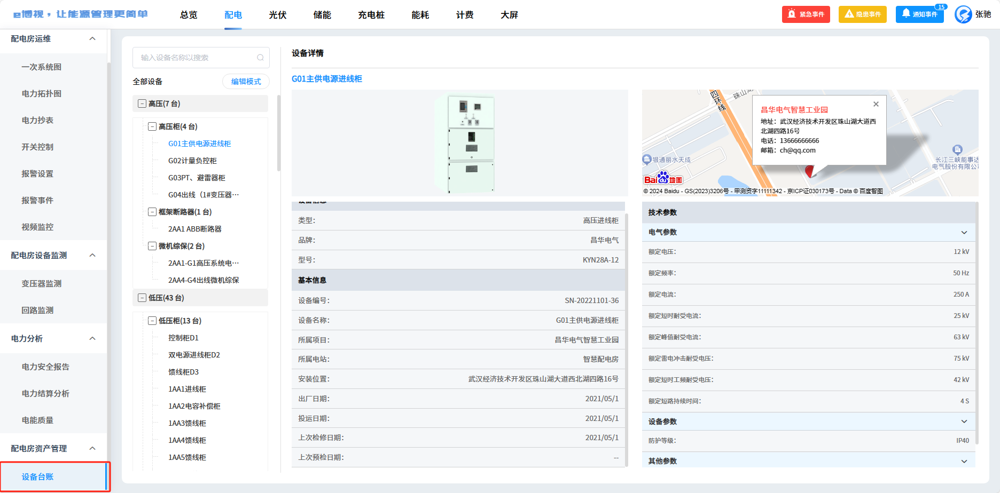 e博视，让能源管理更简单
总览
配电
光伏
储能
充电桩
能耗
计费
大屏
紧急事件
隐患事件
通知事件
15
张驰
配电房运维
一次系统图
电力拓扑图
电力抄表
开关控制
报警设置
报警事件
视频监控
配电房设备监测
变压器监测
回路监测
电力分析
电力安全报告
电力结算分析
电能质量
配电房资产管理
设备台账
输入设备名称以搜索
全部设备
编辑模式
高压(7 台)
高压柜(4 台)
G01主供电源进线柜
G02计量负控柜
G03PT、避雷器柜
G04出线（1#变压器…
框架断路器(1 台)
2AA1 ABB断路器
微机综保(2 台)
2AA1-G1高压系统电…
2AA4-G4出线微机综保
低压(43 台)
低压柜(13 台)
控制柜D1
双电源进线柜D2
馈线柜D3
1AA1进线柜
1AA2电容补偿柜
1AA3馈线柜
1AA4馈线柜
1AA5馈线柜
设备详情
G01主供电源进线柜
四环线
珠山湖
昌华电气智慧工业园
地址：武汉经济技术开发区珠山湖大道西
北湖四路16号
电话：13666666666
邮箱：ch@qq.com
银通丽水天成
长江三峡能事达
电气股份有限公司
Bai du 地图
© 2024 Baidu - GS(2023)3206号 - 甲测资字11111342 - 京ICP证030173号 - Data © 百度智图
设备信息
类型： 高压进线柜
品牌： 昌华电气
型号： KYN28A-12
基本信息
设备编号： SN-20221101-36
设备名称： G01主供电源进线柜
所属项目： 昌华电气智慧工业园
所属电站： 智慧配电房
安装位置： 武汉经济技术开发区珠山湖大道西北湖四路16号
出厂日期： 2021/05/1
投运日期： 2021/05/1
上次检修日期： 2021/05/1
上次预检日期： --
技术参数
电气参数
额定电压： 12 kV
额定频率： 50 Hz
额定电流： 250 A
额定短时耐受电流： 25 kV
额定峰值耐受电流： 63 kV
额定雷电冲击耐受电压： 75 kV
额定短时工频耐受电压： 42 kV
额定短路持续时间： 4 S
设备参数
防护等级： IP40
其他参数